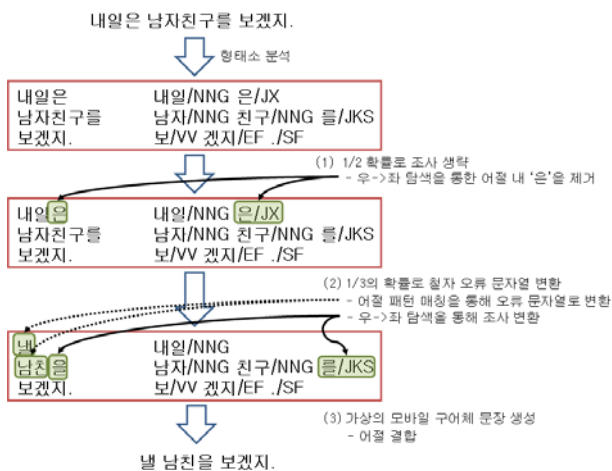 내일은 남자친구를 보겠지.
형태소 분석
내일은 내일/NNG 은/JX
남자친구를 남자/NNG 친구/NNG 를/JKS
보겠지. 보/VV 겠지/EF ./SF
(1) 1/2 확률로 조사 생략
- 우->좌 탐색을 통한 어절 내 ‘은’을 제거
내일은 내일/NNG 은/JX
남자친구를 남자/NNG 친구/NNG 를/JKS
보겠지. 보/VV 겠지/EF ./SF
(2) 1/3의 확률로 철자 오류 문자열 변환
- 어절 패턴 매칭을 통해 오류 문자열로 변환
- 우->좌 탐색을 통해 조사 변환
낼 내일/NNG
남친을 남자/NNG 친구/NNG 를/JKS
보겠지. 보/VV 겠지/EF ./SF
(3) 가상의 모바일 구어체 문장 생성
- 어절 결합
낼 남친을 보겠지.